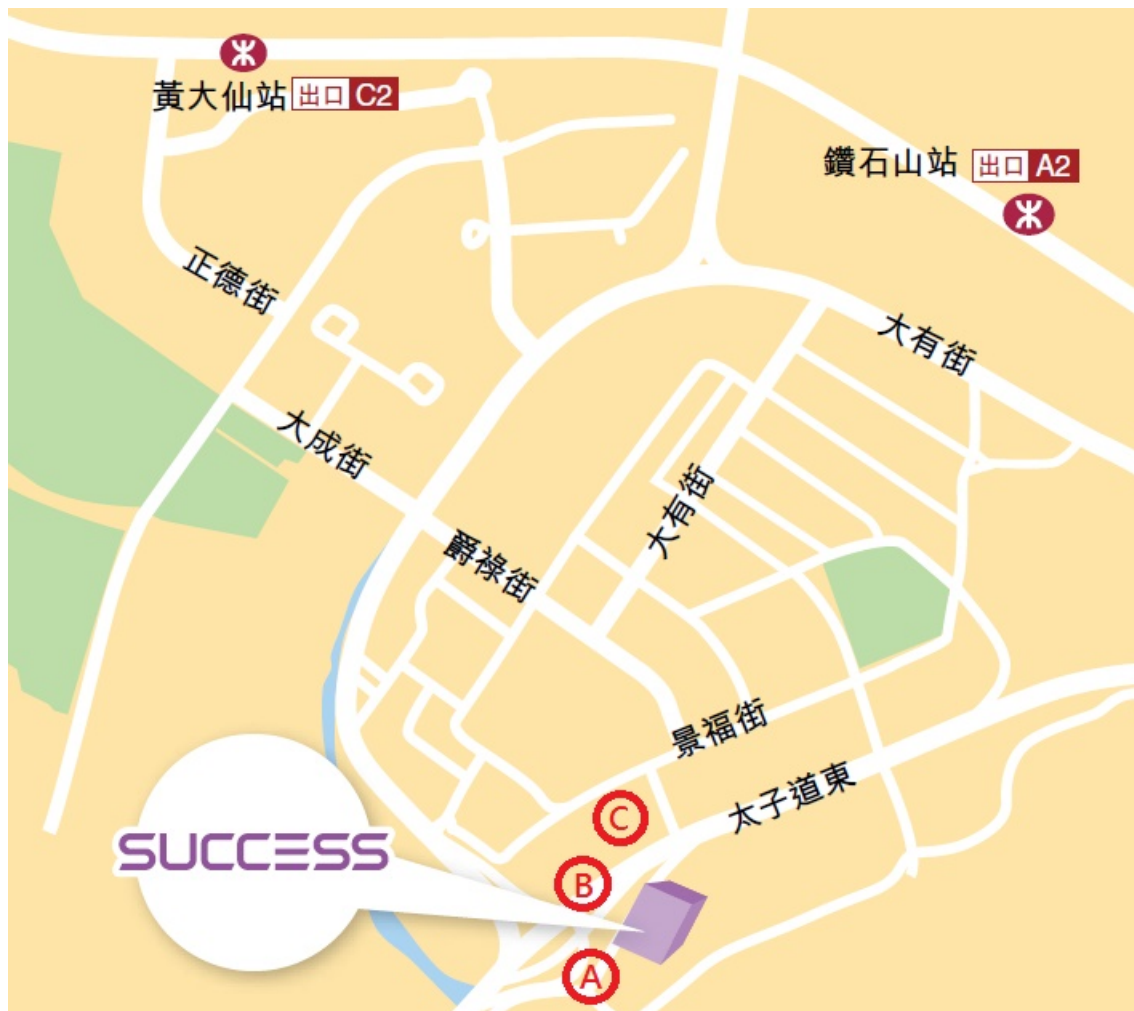 黃大仙站 出口 C2
鑽石山站 出口 A2
正德街
大有街
大成街
大有街
爵祿街
景福街
太子道東
C
SUCCESS
B
A